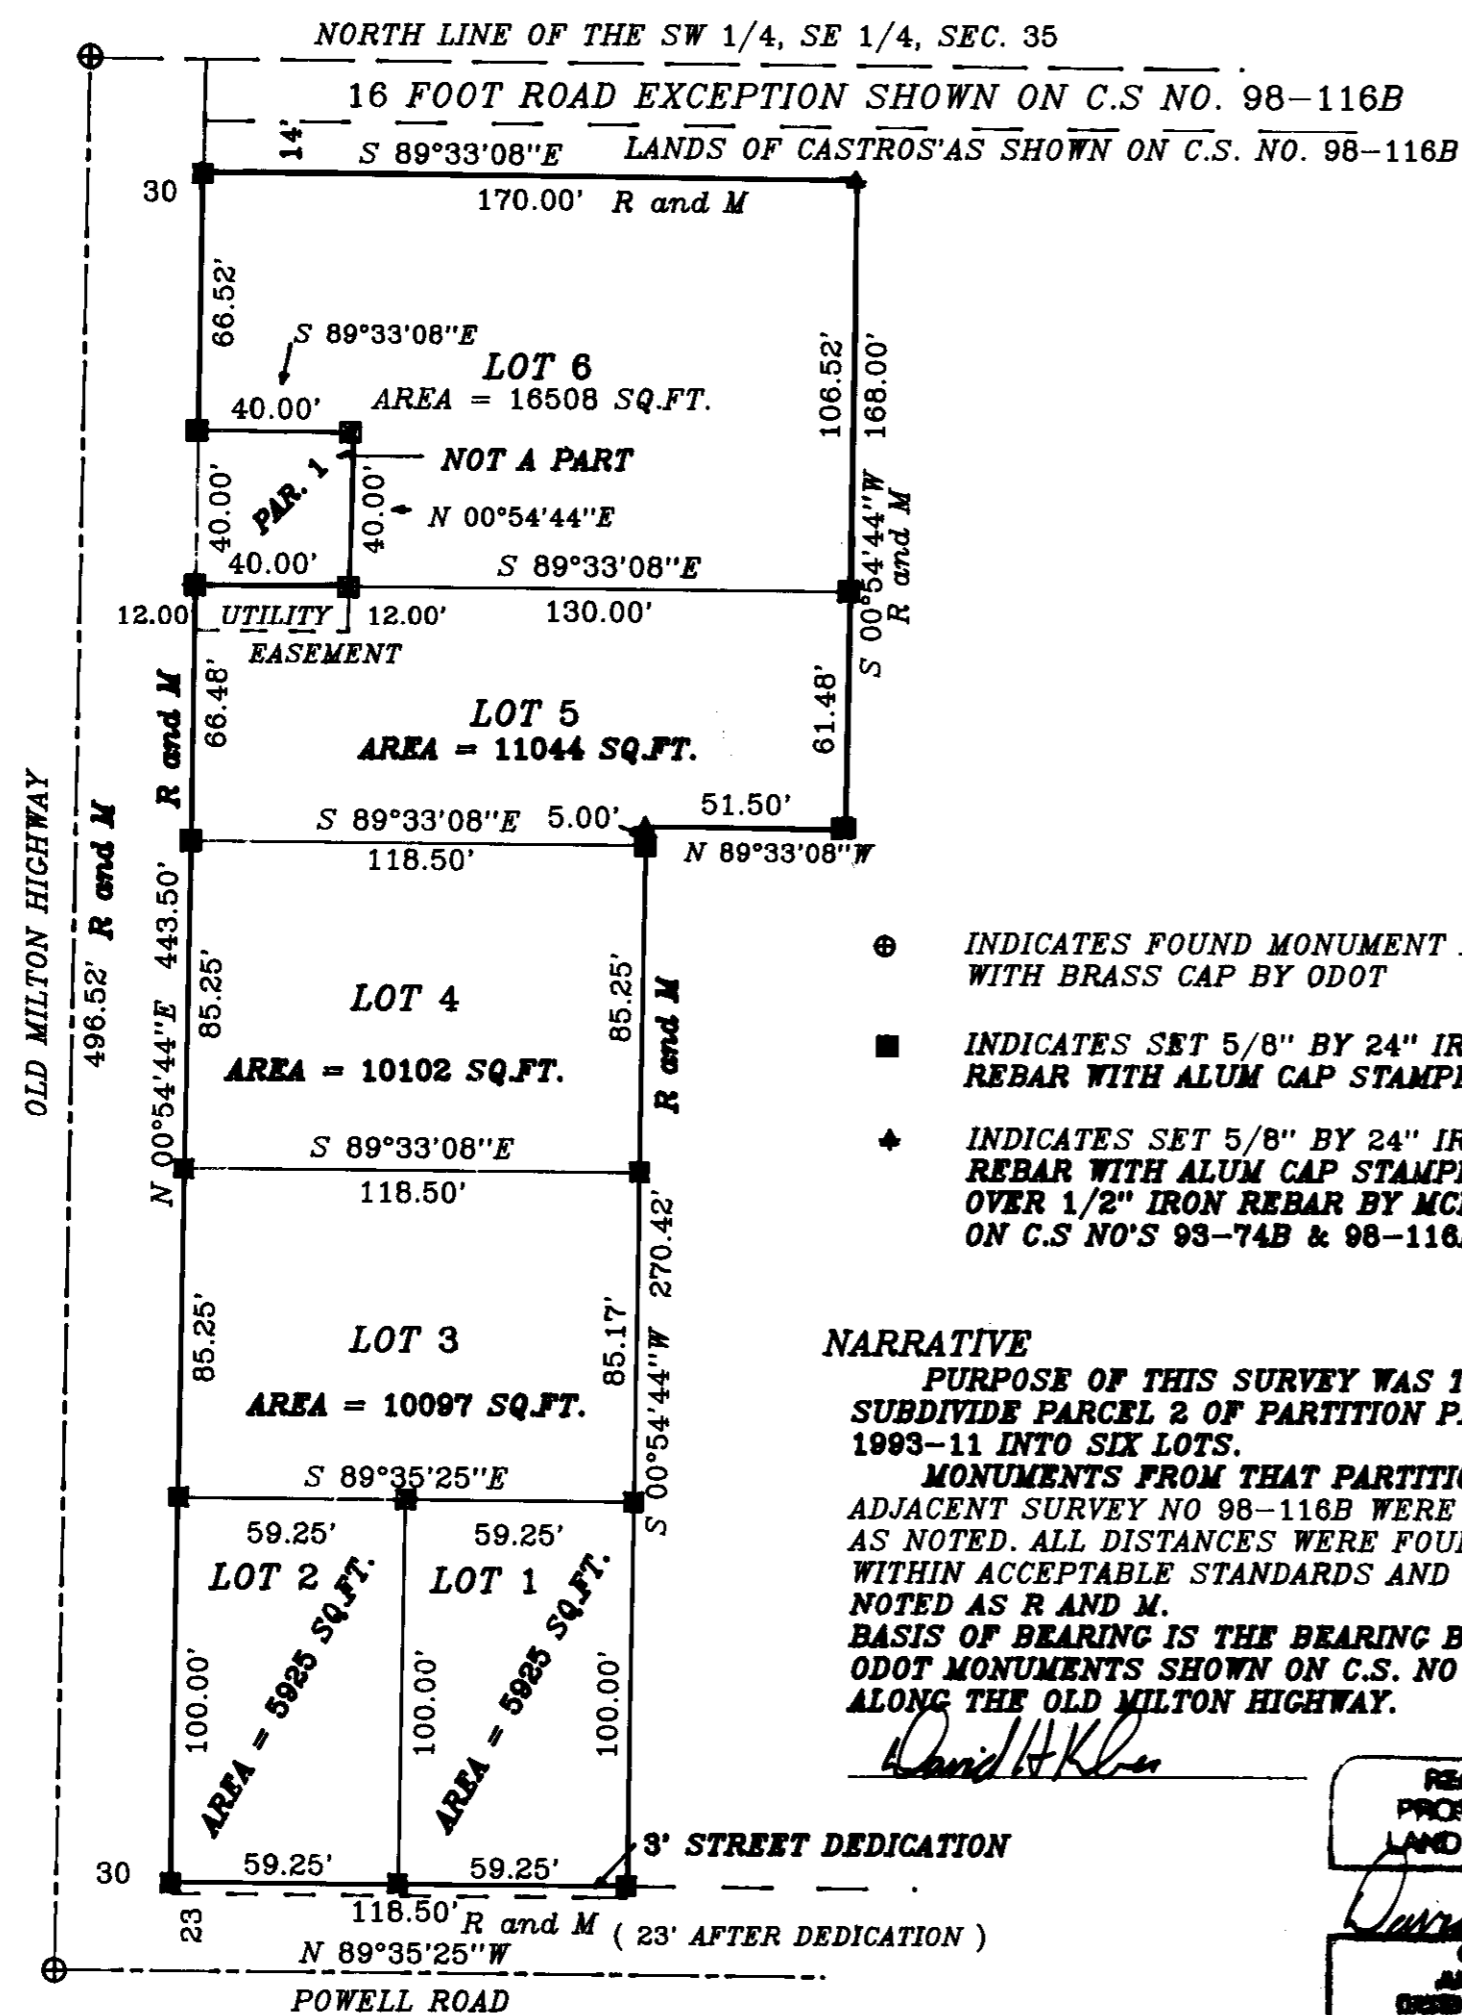 NORTH LINE OF THE SW 1/4, SE 1/4, SEC. 35
16 FOOT ROAD EXCEPTION SHOWN ON C.S NO. 98-116B
14'
S 89°33'08"E
LANDS OF CASTROS'AS SHOWN ON C.S. NO. 98-116B
30
170.00' R and M
66.52'
S 89°33'08"E
LOT 6
40.00'
AREA = 16508 SQ.FT.
106.52'
168.00'
NOT A PART
PAR. 1
40.00'
40.00'
N 00°54'44"E
S 00°54'44"W
R and M
40.00'
S 89°33'08"E
12.00
UTILITY
12.00'
130.00'
EASEMENT
R and M
66.48'
LOT 5
AREA = 11044 SQ.FT.
61.48'
S 89°33'08"E
5.00'
51.50'
118.50'
N 89°33'08"W
OLD MILTON HIGHWAY
496.52' R and M
N 00°54'44"E 443.50'
85.25'
LOT 4
AREA = 10102 SQ.FT.
85.25'
R and M
INDICATES FOUND MONUMENT
WITH BRASS CAP BY ODOT
INDICATES SET 5/8" BY 24"
REBAR WITH ALUM CAP
INDICATES SET 5/8" BY 24"
REBAR WITH ALUM CAP
OVER 1/2" IRON REBAR BY
ON C.S NO'S 93-74B &
S 89°33'08"E
118.50'
85.25'
LOT 3
AREA = 10097 SQ.FT.
85.17'
S 00°54'44"W 270.42'
NARRATIVE
PURPOSE OF THIS SURVEY WAS
SUBDIVIDE PARCEL 2 OF PARTITION
1993-11 INTO SIX LOTS.
MONUMENTS FROM THAT
ADJACENT SURVEY NO 98-116B WERE
AS NOTED. ALL DISTANCES WERE
WITHIN ACCEPTABLE STANDARDS AND
NOTED AS R AND M.
BASIS OF BEARING IS THE BEARING
ODOT MONUMENTS SHOWN ON C.S. NO
ALONG THE OLD MILTON HIGHWAY.
S 89°35'25"E
59.25'
59.25'
LOT 2
LOT 1
AREA = 5925 SQ.FT.
AREA = 5925 SQ.FT.
100.00'
100.00'
100.00'
David H
3' STREET DEDICATION
30
59.25'
59.25'
23
118.50' R and M ( 23' AFTER DEDICATION )
N 89°35'25"W
POWELL ROAD
LAND